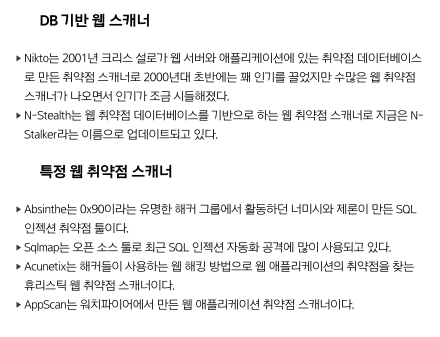 DB 기반 웹 스캐너
▸ Nikto는 2001년 크리스 설로가 웹 서버와 애플리케이션에 있는 취약점 데이터베이스
로 만든 취약점 스캐너로 2000년대 초반에는 꽤 인기를 끌었지만 수많은 웹 취약점
스캐너가 나오면서 인기가 조금 시들해졌다.
▸ N-Stealth는 웹 취약점 데이터베이스를 기반으로 하는 웹 취약점 스캐너로 지금은 N-
Stalker라는 이름으로 업데이트되고 있다.
특정 웹 취약점 스캐너
▸ Absinthe는 0x90이라는 유명한 해커 그룹에서 활동하던 너미시와 제론이 만든 SQL
인젝션 취약점 툴이다.
▸ Sqlmap는 오픈 소스 툴로 최근 SQL 인젝션 자동화 공격에 많이 사용되고 있다.
▸ Acunetix는 해커들이 사용하는 웹 해킹 방법으로 웹 애플리케이션의 취약점을 찾는
휴리스틱 웹 취약점 스캐너이다.
▸ AppScan는 워치파이어에서 만든 웹 애플리케이션 취약점 스캐너이다.